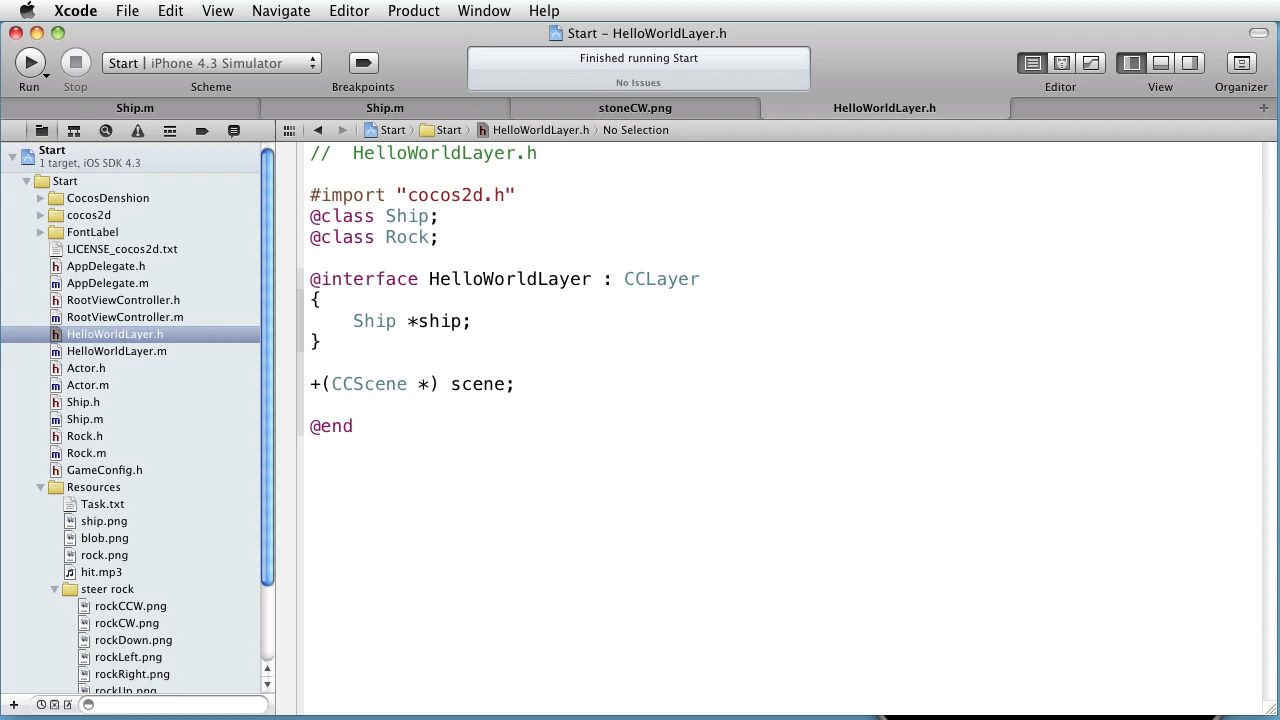 Xcode File Edit View Navigate Editor Product Window Help
Start – HelloWorldLayer.h
Start | iPhone 4.3 Simulator
Finished running Start
No Issues
Run Stop Scheme Breakpoints Editor View Organizer
Ship.m Ship.m stoneCW.png HelloWorldLayer.h
Start Start HelloWorldLayer.h No Selection
Start
1 target, iOS SDK 4.3
Start
CocosDenshion
cocos2d
FontLabel
LICENSE_cocos2d.txt
AppDelegate.h
AppDelegate.m
RootViewController.h
RootViewController.m
HelloWorldLayer.h
HelloWorldLayer.m
Actor.h
Actor.m
Ship.h
Ship.m
Rock.h
Rock.m
GameConfig.h
Resources
Task.txt
ship.png
blob.png
rock.png
hit.mp3
steer rock
rockCCW.png
rockCW.png
rockDown.png
rockLeft.png
rockRight.png
rockUp.png
// HelloWorldLayer.h
#import "cocos2d.h"
@class Ship;
@class Rock;
@interface HelloWorldLayer : CCLayer
{
Ship *ship;
}
+(CCScene *) scene;
@end